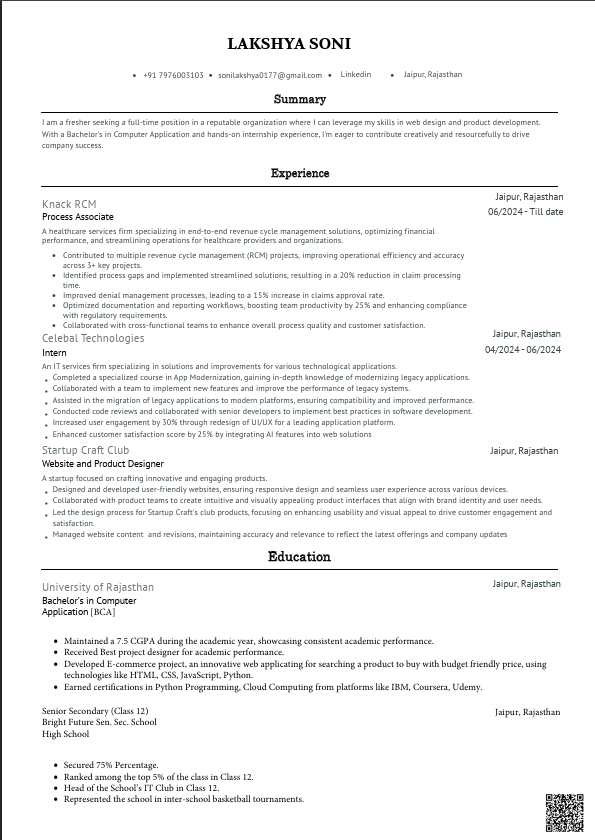 LAKSHYA SONI
• +91 7976003103 • sonilakshya0177@gmail.com • Linkedin • Jaipur, Rajasthan
Summary
I am a fresher seeking a full-time position in a reputable organization where I can leverage my skills in web design and product development.
With a Bachelor's in Computer Application and hands-on internship experience, I'm eager to contribute creatively and resourcefully to drive
company success.
Experience
Knack RCM
Jaipur, Rajasthan
Process Associate
06/2024 - Till date
A healthcare services firm specializing in end-to-end revenue cycle management solutions, optimizing financial
performance, and streamlining operations for healthcare providers and organizations.
• Contributed to multiple revenue cycle management (RCM) projects, improving operational efficiency and accuracy
across 3+ key projects.
• Identified process gaps and implemented streamlined solutions, resulting in a 20% reduction in claim processing
time.
• Improved denial management processes, leading to a 15% increase in claims approval rate.
• Optimized documentation and reporting workflows, boosting team productivity by 25% and enhancing compliance
with regulatory requirements.
• Collaborated with cross-functional teams to enhance overall process quality and customer satisfaction.
Celebal Technologies
Jaipur, Rajasthan
Intern
04/2024 - 06/2024
An IT services firm specializing in solutions and improvements for various technological applications.
• Completed a specialized course in App Modernization, gaining in-depth knowledge of modernizing legacy applications.
• Collaborated with a team to implement new features and improve the performance of legacy systems.
• Assisted in the migration of legacy applications to modern platforms, ensuring compatibility and improved performance.
• Conducted code reviews and collaborated with senior developers to implement best practices in software development.
• Increased user engagement by 30% through redesign of UI/UX for a leading application platform.
• Enhanced customer satisfaction score by 25% by integrating AI features into web solutions
Startup Craft Club
Jaipur, Rajasthan
Website and Product Designer
A startup focused on crafting innovative and engaging products.
• Designed and developed user-friendly websites, ensuring responsive design and seamless user experience across various devices.
• Collaborated with product teams to create intuitive and visually appealing product interfaces that align with brand identity and user needs.
• Led the design process for Startup Craft's club products, focusing on enhancing usability and visual appeal to drive customer engagement and
satisfaction.
• Managed website content and revisions, maintaining accuracy and relevance to reflect the latest offerings and company updates
Education
University of Rajasthan
Jaipur, Rajasthan
Bachelor's in Computer
Application [BCA]
• Maintained a 7.5 CGPA during the academic year, showcasing consistent academic performance.
• Received Best project designer for academic performance.
• Developed E-commerce project, an innovative web applicating for searching a product to buy with budget friendly price, using
technologies like HTML, CSS, JavaScript, Python.
• Earned certifications in Python Programming, Cloud Computing from platforms like IBM, Coursera, Udemy.
Senior Secondary (Class 12)
Jaipur, Rajasthan
Bright Future Sen. Sec. School
High School
• Secured 75% Percentage.
• Ranked among the top 5% of the class in Class 12.
• Head of the School's IT Club in Class 12.
• Represented the school in inter-school basketball tournaments.